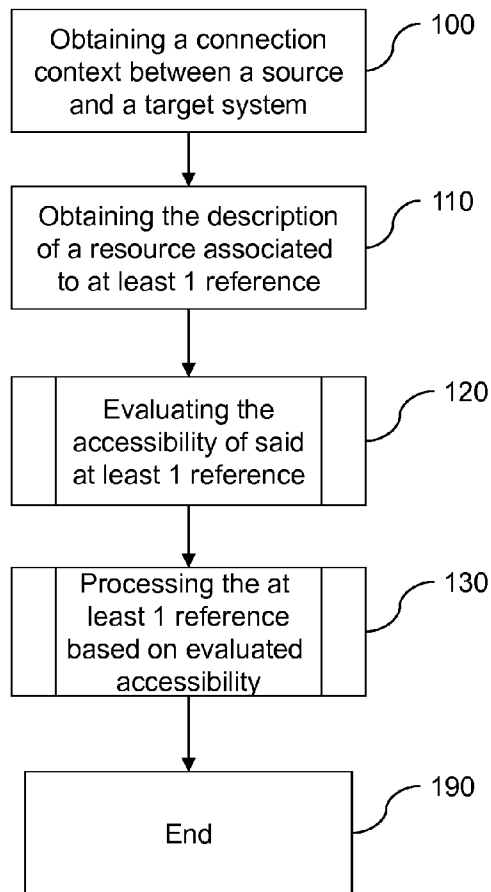 Obtaining a connection
context between a source
and a target system
100
Obtaining the description
of a resource associated
to at least 1 reference
110
Evaluating the
accessibility of said
at least 1 reference
120
Processing the at
least 1 reference
based on evaluated
accessibility
130
End
190